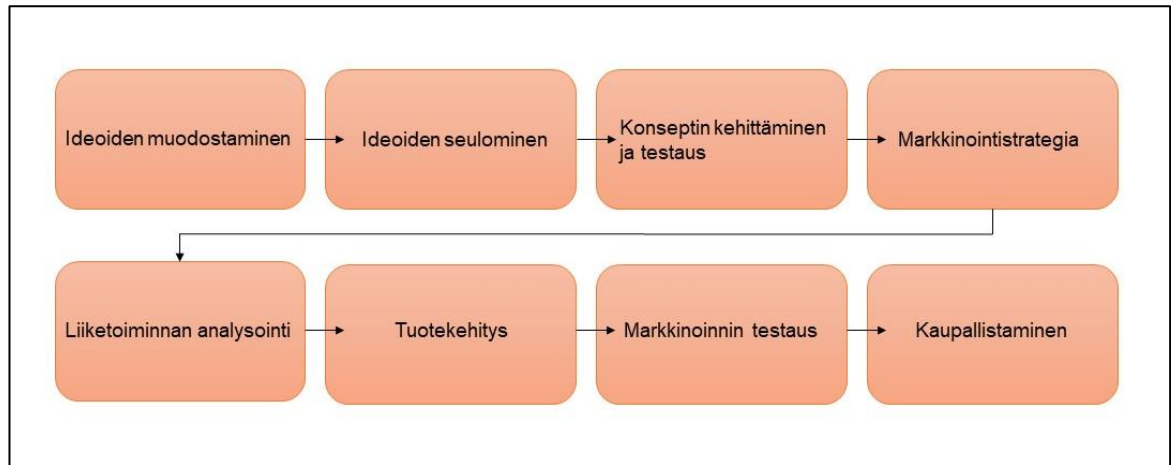 Ideoiden muodostaminen
Ideoiden seulominen
Konseptin kehittäminen
ja testaus
Markkinointistrategia
Liiketoiminnan analysointi
Tuotekehitys
Markkinoinnin testaus
Kaupallistaminen